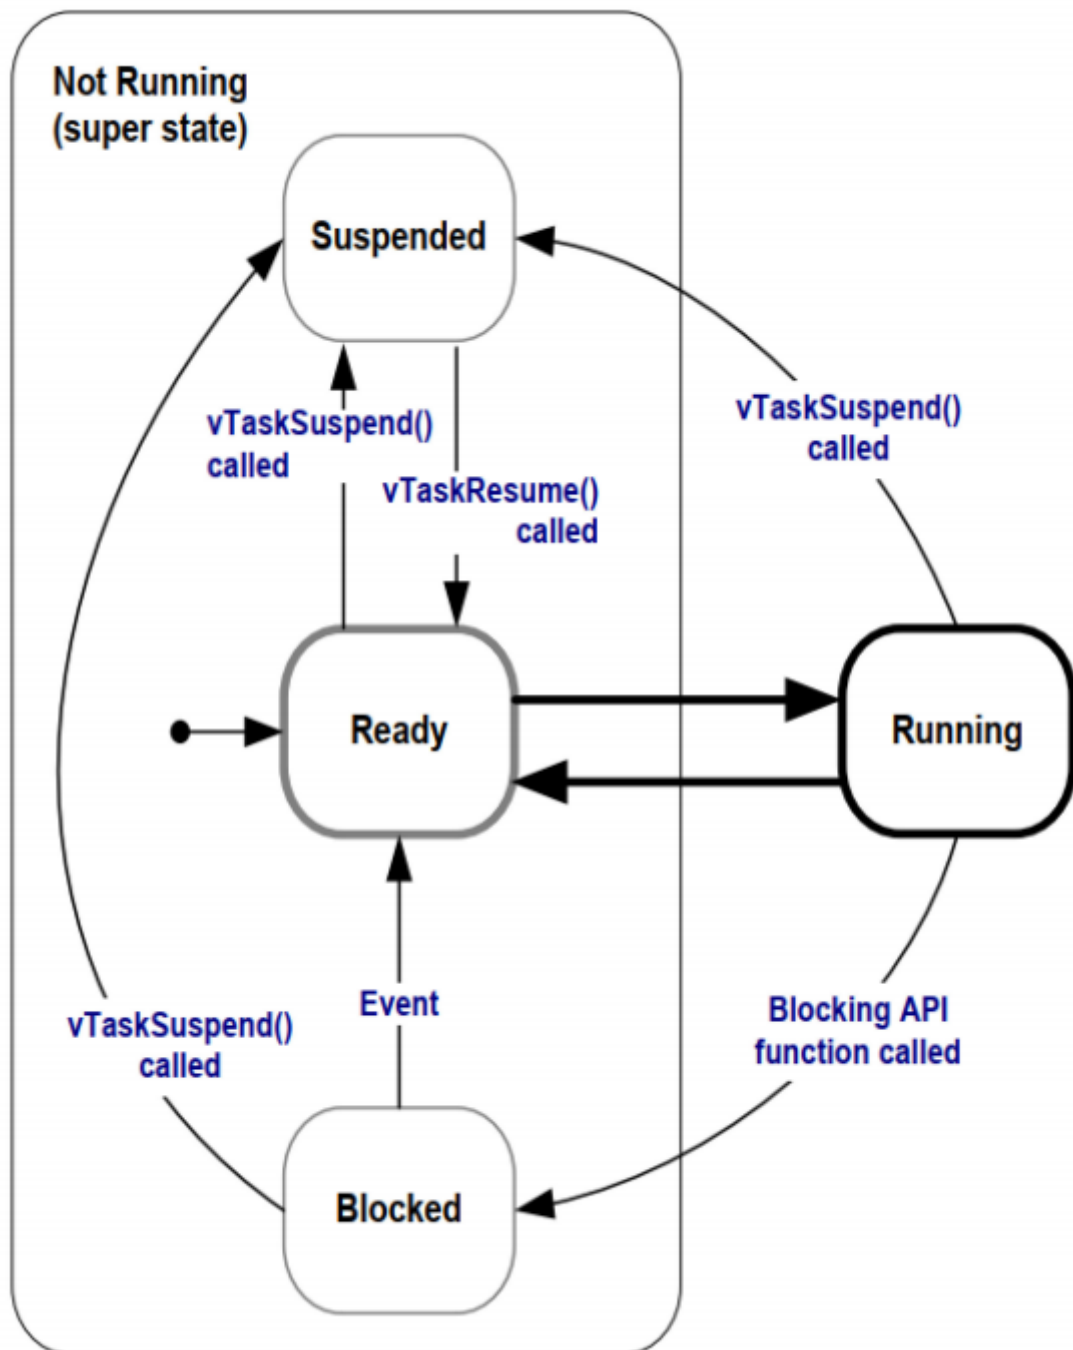 Not Running
(super state)
Suspended
vTaskSuspend()
called
vTaskSuspend()
called
vTaskResume()
called
Ready
Running
Event
vTaskSuspend()
called
Blocking API
function called
Blocked